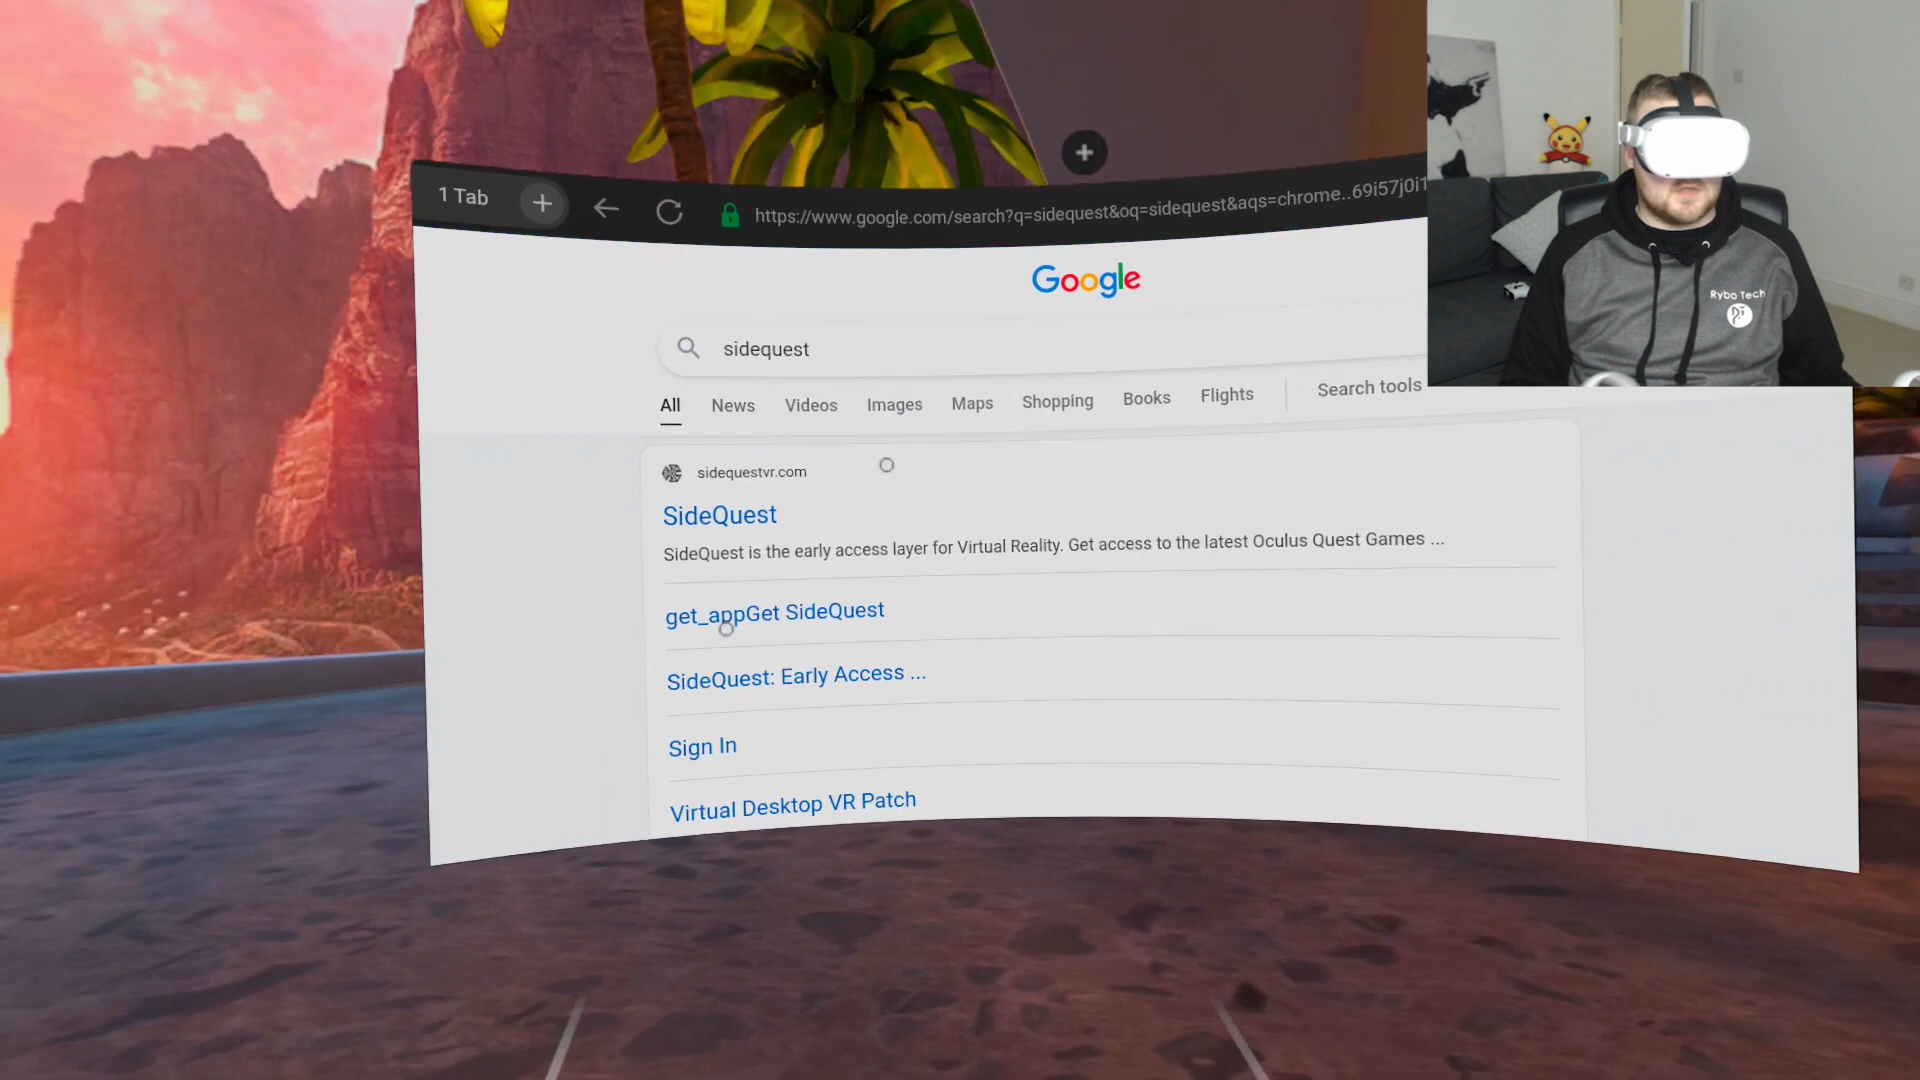 1 Tab
https://www.google.com/search?q=sidequest&oq=sidequest&aqs=chrome..69i57j0i1
Google
sidequest
All News Videos Images Maps Shopping Books Flights Search tools
sidequestvr.com
SideQuest
SideQuest is the early access layer for Virtual Reality. Get access to the latest Oculus Quest Games ...
get_appGet SideQuest
SideQuest: Early Access ...
Sign In
Virtual Desktop VR Patch
Rybo Tech